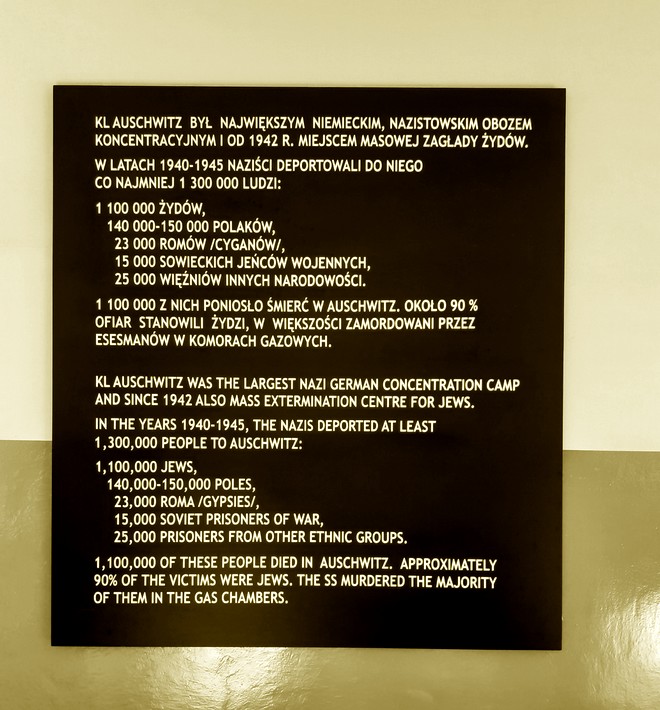 KL AUSCHWITZ BYŁ NAJWIĘKSZYM NIEMIECKIM, NAZISTOWSKIM OBOZEM
KONCENTRACYJNYM I OD 1942 R. MIEJSCEM MASOWEJ ZAGŁADY ŻYDÓW.
W LATACH 1940-1945 NAZIŚCI DEPORTOWALI DO NIEGO
CO NAJMNIEJ 1 300 000 LUDZI:
1 100 000 ŻYDÓW,
140 000-150 000 POLAKÓW,
23 000 ROMÓW /CYGANÓW/,
15 000 SOWIECKICH JEŃCÓW WOJENNYCH,
25 000 WIĘŹNIÓW INNYCH NARODOWOŚCI.
1 100 000 Z NICH PONIOSŁO ŚMIERĆ W AUSCHWITZ. OKOŁO 90 %
OFIAR STANOWILI ŻYDZI, W WIĘKSZOŚCI ZAMORDOWANI PRZEZ
ESESMANÓW W KOMORACH GAZOWYCH.
KL AUSCHWITZ WAS THE LARGEST NAZI GERMAN CONCENTRATION CAMP
AND SINCE 1942 ALSO MASS EXTERMINATION CENTRE FOR JEWS.
IN THE YEARS 1940-1945, THE NAZIS DEPORTED AT LEAST
1,300,000 PEOPLE TO AUSCHWITZ:
1,100,000 JEWS,
140,000-150,000 POLES,
23,000 ROMA /GYPSIES/,
15,000 SOVIET PRISONERS OF WAR,
25,000 PRISONERS FROM OTHER ETHNIC GROUPS.
1,100,000 OF THESE PEOPLE DIED IN AUSCHWITZ. APPROXIMATELY
90% OF THE VICTIMS WERE JEWS. THE SS MURDERED THE MAJORITY
OF THEM IN THE GAS CHAMBERS.